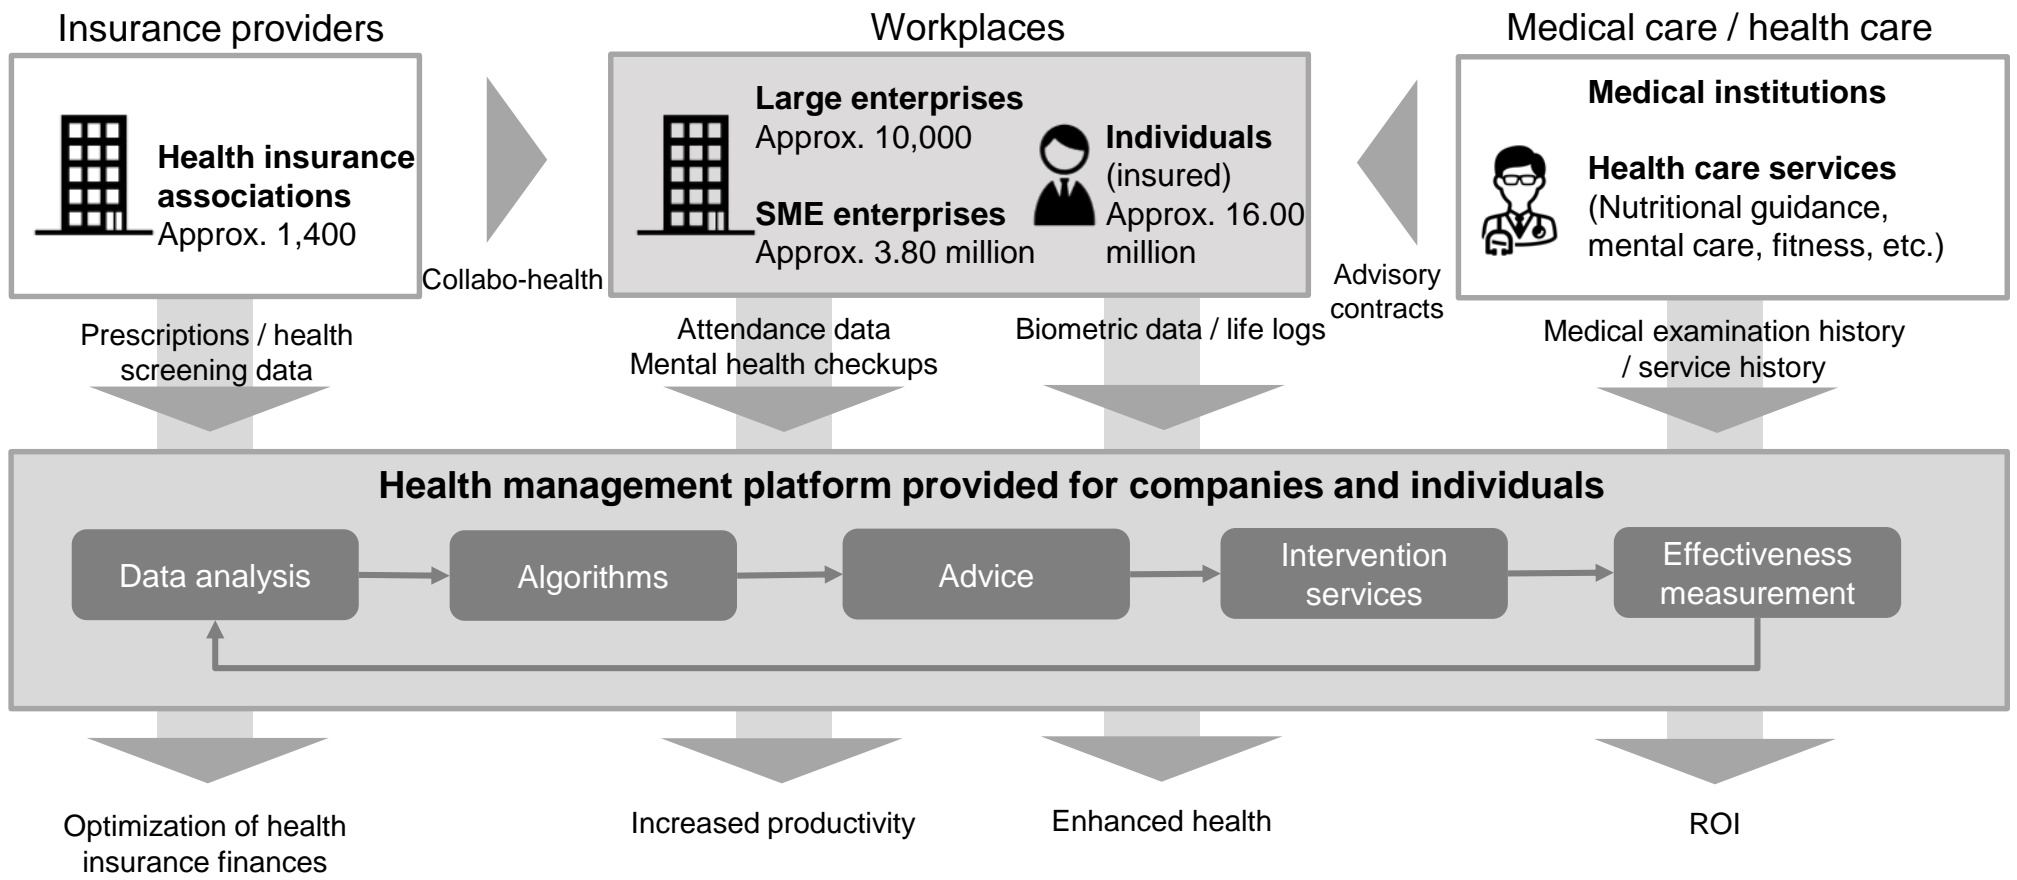 Insurance providers
Workplaces
Medical care / health care
Health insurance
associations
Approx. 1,400
Collabo-health
Large enterprises
Approx. 10,000
SME enterprises
Approx. 3.80 million
Individuals
(insured)
Approx. 16.00
million
Advisory
contracts
Medical institutions
Health care services
(Nutritional guidance,
mental care, fitness, etc.)
Prescriptions / health
screening data
Attendance data
Mental health checkups
Biometric data / life logs
Medical examination history
/ service history
Health management platform provided for companies and individuals
Data analysis
Algorithms
Advice
Intervention
services
Effectiveness
measurement
Optimization of health
insurance finances
Increased productivity
Enhanced health
ROI